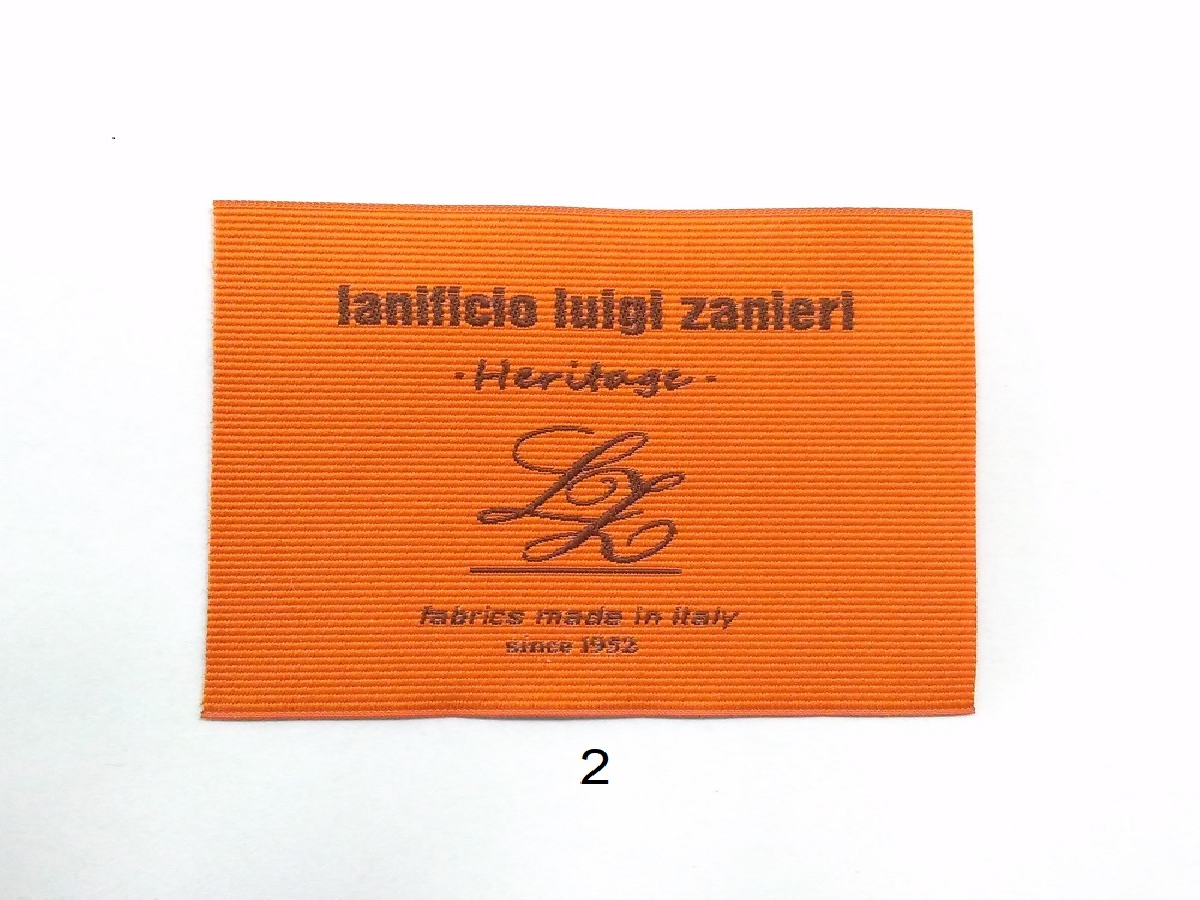 lanificio luigi zanieri
·Heritage·
LZ
fabrics made in italy
since 1952
2